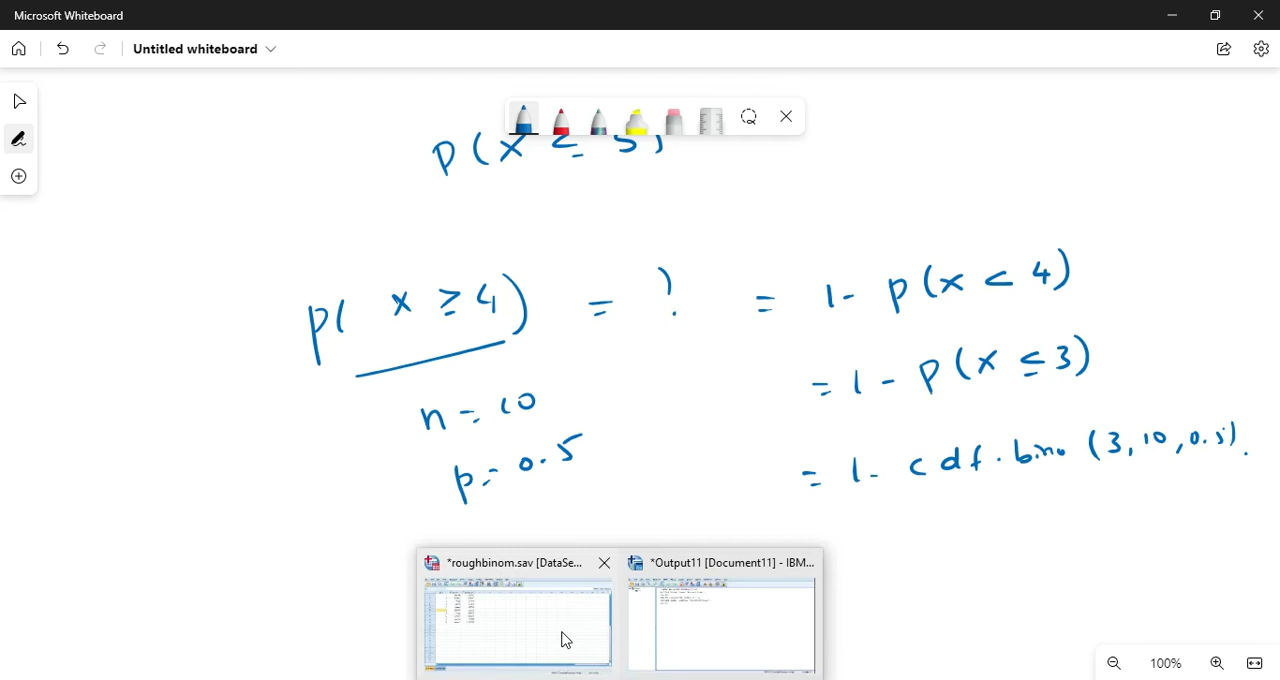 Microsoft Whiteboard
Untitled whiteboard
p(x ≤ 5)
p( x ≥ 4) = ? = 1- p(x < 4)
= 1 - p(x ≤ 3)
n = 10
p = 0.5
= 1 - cdf.bino (3, 10, 0.5).
*roughbinom.sav [DataSe...
*Output11 [Document11] - IBM...
100%